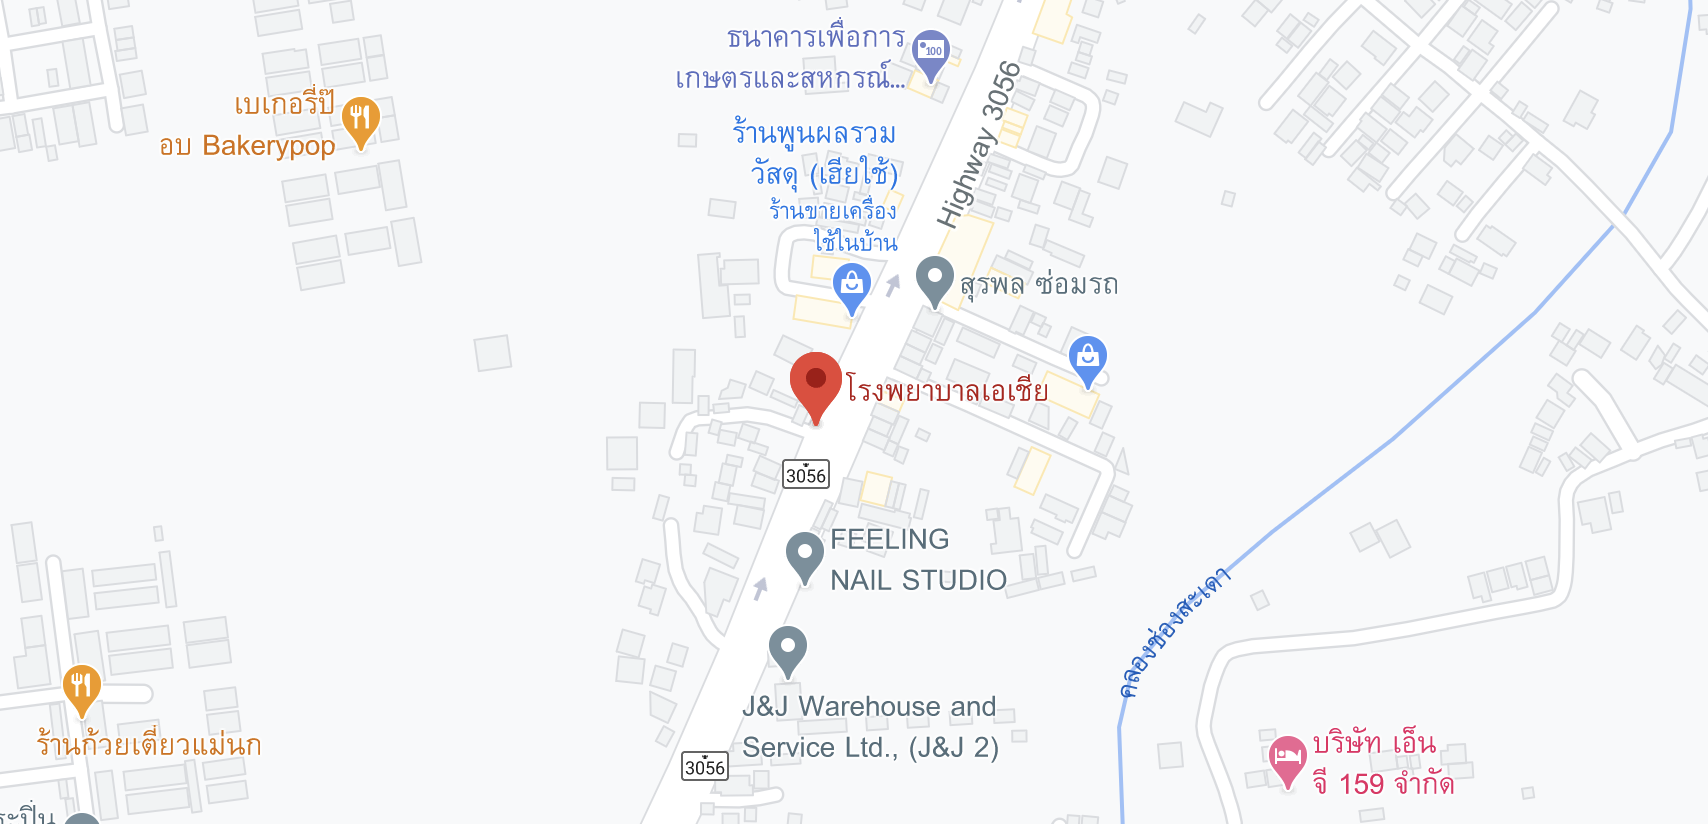 ธนาคารเพื่อการ
เกษตรและสหกรณ์...
100
Highway 3056
เบเกอรี่ป๊
อบ Bakerypop
ร้านพูนผลรวม
วัสดุ (เฮียใช้)
ร้านขายเครื่อง
ใช้ในบ้าน
สุรพล ซ่อมรถ
โรงพยาบาลเอเชีย
3056
FEELING
NAIL STUDIO
คลองช่องสะเดา
J&J Warehouse and
Service Ltd., (J&J 2)
3056
ร้านก๋วยเตี๋ยวแม่นก
บริษัท เอ็น
จี 159 จำกัด